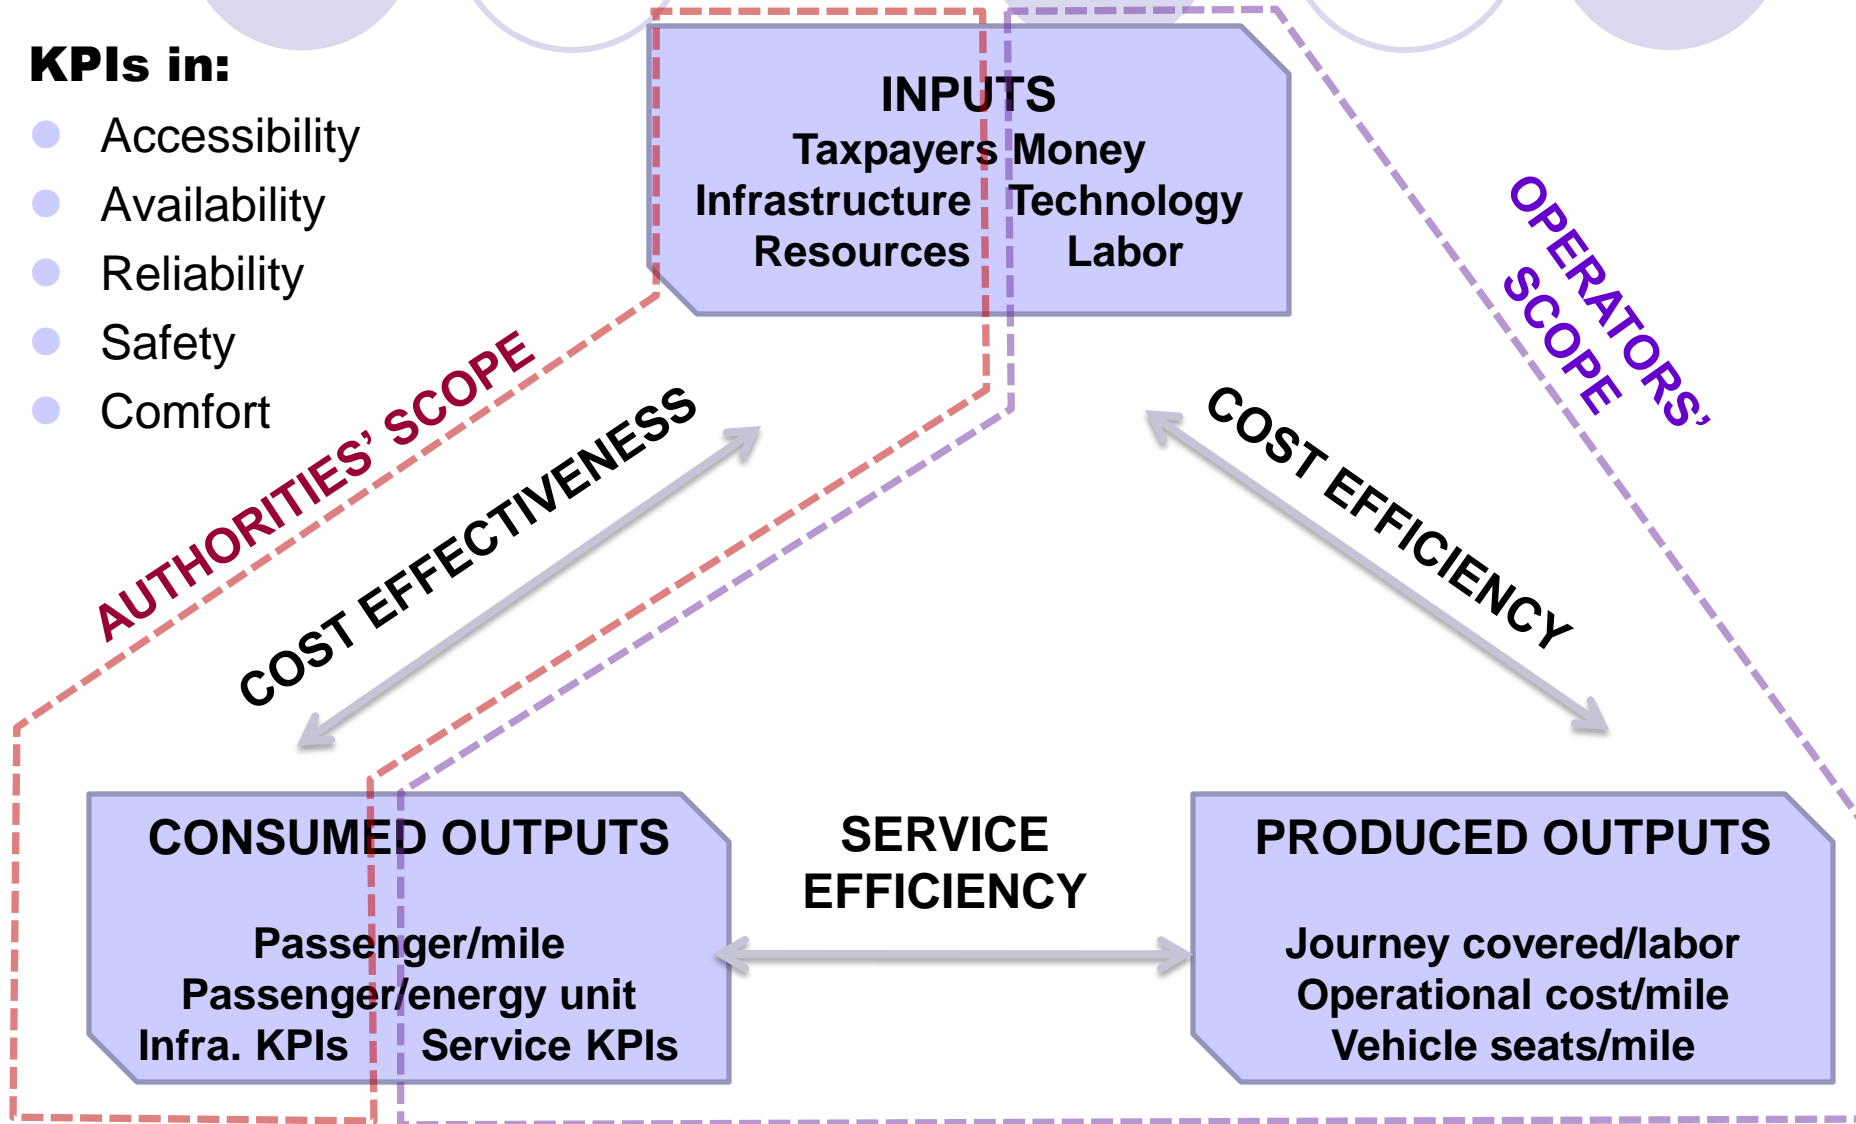 KPIs in:
Accessibility
Availability
Reliability
Safety
Comfort
INPUTS
Taxpayers Money
Infrastructure Technology
Resources Labor
AUTHORITIES’ SCOPE
OPERATORS’
SCOPE
COST EFFECTIVENESS
COST EFFICIENCY
CONSUMED OUTPUTS
Passenger/mile
Passenger/energy unit
Infra. KPIs Service KPIs
SERVICE
EFFICIENCY
PRODUCED OUTPUTS
Journey covered/labor
Operational cost/mile
Vehicle seats/mile